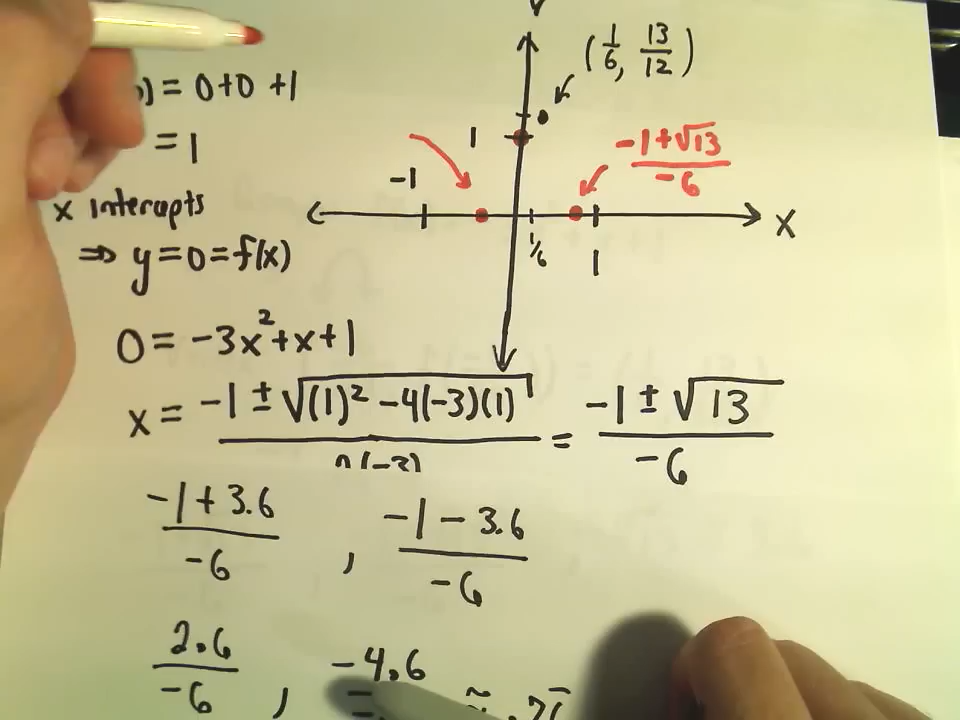 ) = 0+0 +1
= 1
x intercepts
⇒ y=0=f(x)
0 = -3x²+x+1
x = (-1 ± √((1)² -4(-3)(1))) / = (-1 ± √13) / -6
(-1 + 3.6) / -6 , (-1 - 3.6) / -6
2.6 / -6 , -4.6 / ≈
(1/6, 13/12)
1
(-1+√13) / -6
-1
X
1/6
1